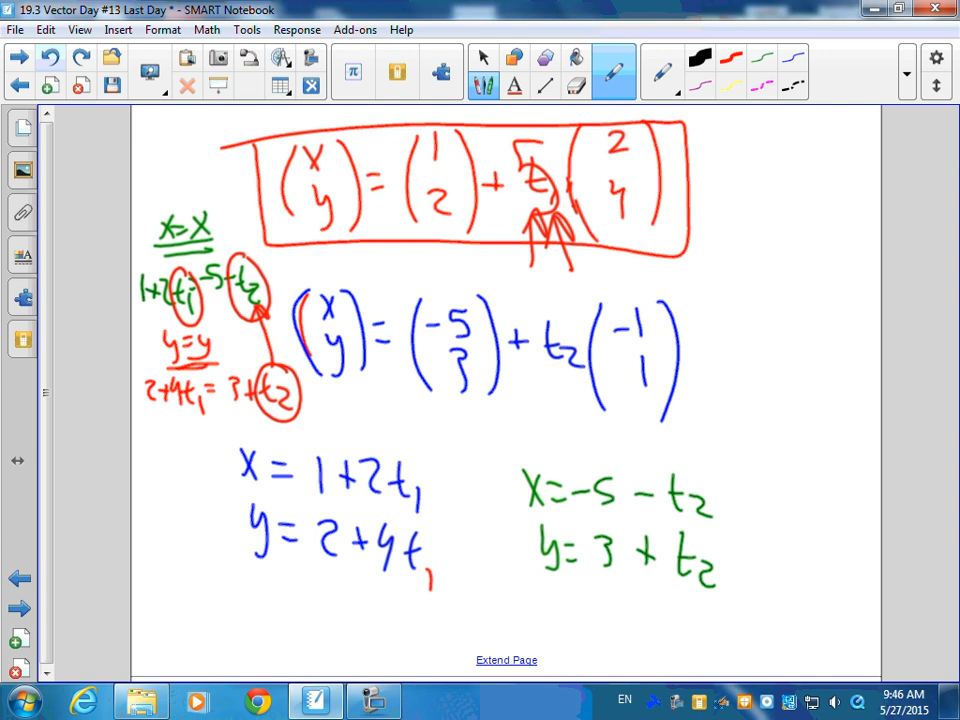 19.3 Vector Day #13 Last Day * - SMART Notebook
File Edit View Insert Format Math Tools Response Add-ons Help
(x y) = (1 2) + t (2 4)
x=x
1+2t1 -5-t2
y=y
2+4t1 = 3+t2
(x y) = (-5 3) + t2 (-1 1)
x = 1+2t1
y = 2+4t1
x=-5 - t2
y= 3 + t2
Extend Page
EN
9:46 AM
5/27/2015